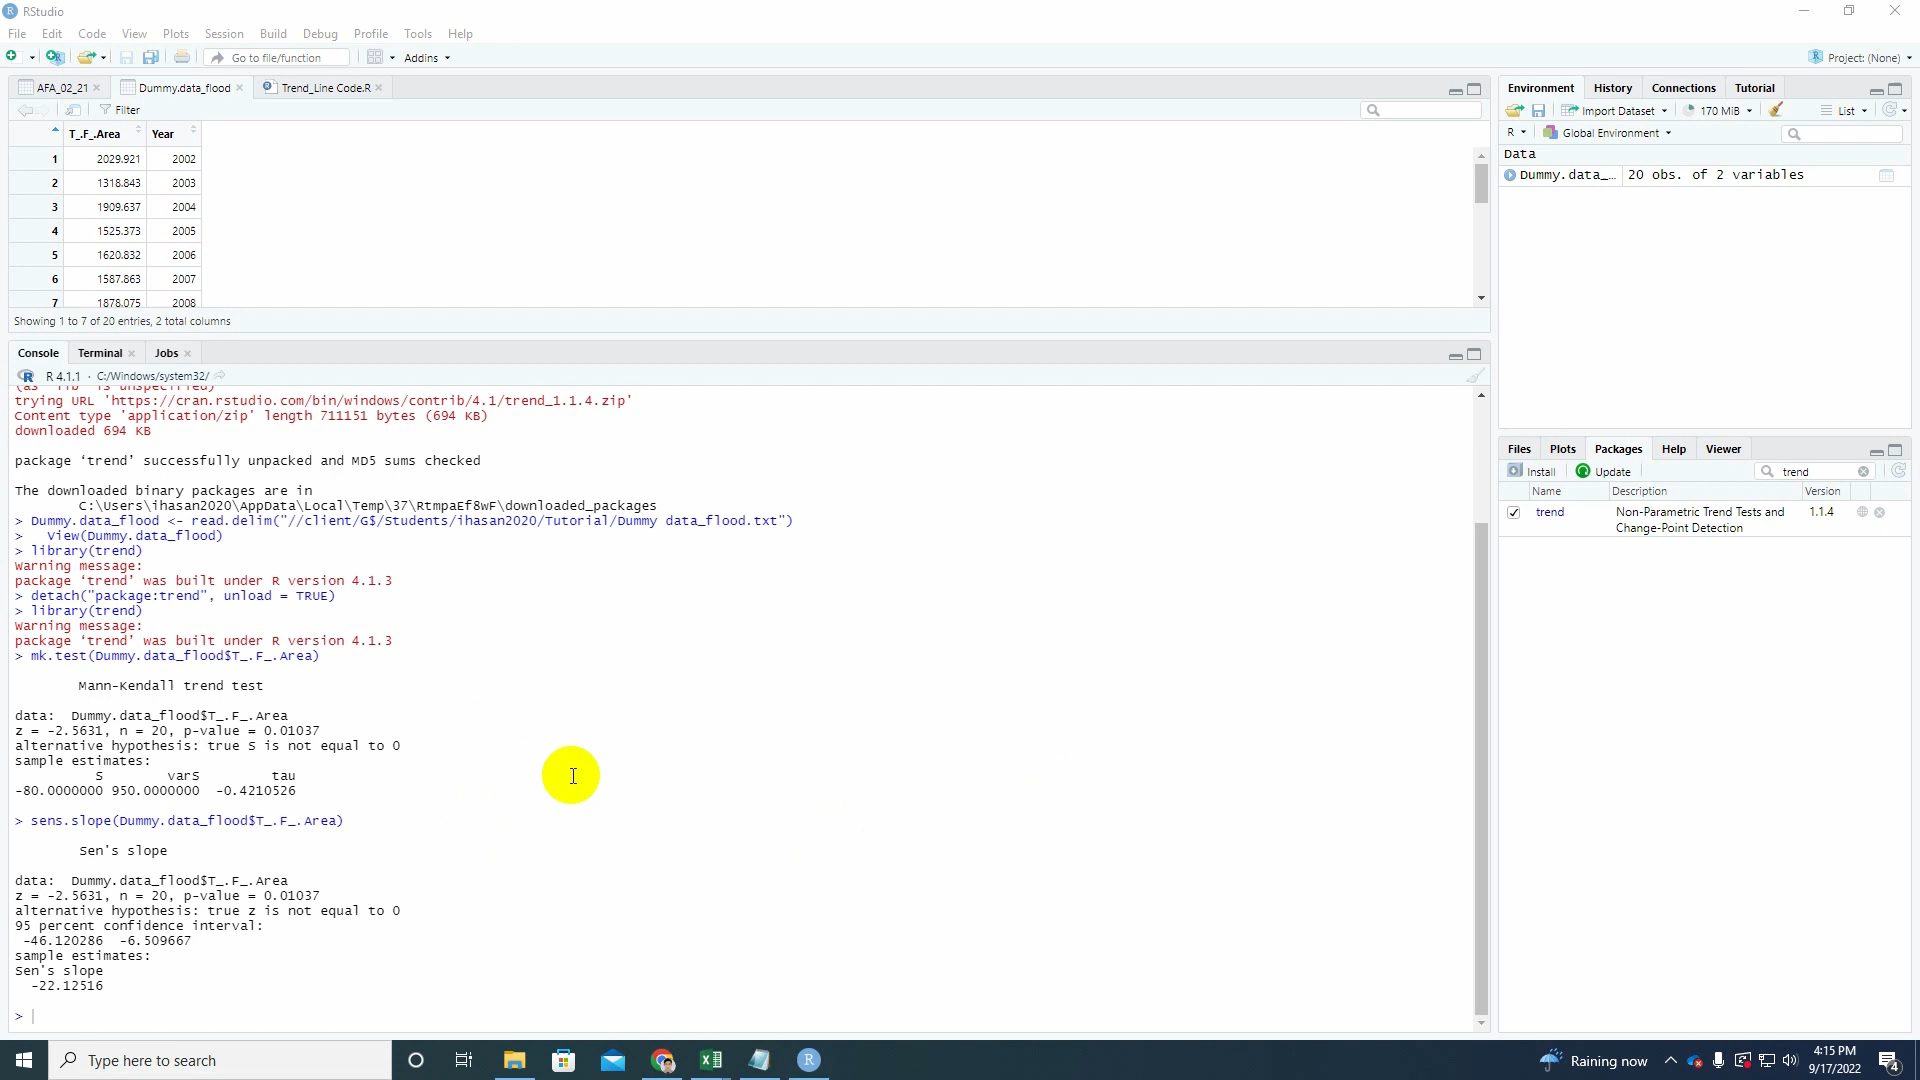 RStudio
File Edit Code View Plots Session Build Debug Profile Tools Help
Go to file/function Addins Project: (None)
AFA_02_21 Dummy.data_flood Trend_Line Code.R
Filter
T_.F_.Area Year
1 2029.921 2002
2 1318.843 2003
3 1909.637 2004
4 1525.373 2005
5 1620.832 2006
6 1587.863 2007
7 1878.075 2008
Showing 1 to 7 of 20 entries, 2 total columns
Console Terminal Jobs
R 4.1.1 · C:/Windows/system32/
(as 'lib' is unspecified)
trying URL 'https://cran.rstudio.com/bin/windows/contrib/4.1/trend_1.1.4.zip'
Content type 'application/zip' length 711151 bytes (694 KB)
downloaded 694 KB
package ‘trend’ successfully unpacked and MD5 sums checked
The downloaded binary packages are in
C:\Users\ihasan2020\AppData\Local\Temp\37\RtmpaEf8wF\downloaded_packages
> Dummy.data_flood <- read.delim("//client/G$/Students/ihasan2020/Tutorial/Dummy data_flood.txt")
> View(Dummy.data_flood)
> library(trend)
Warning message:
package ‘trend’ was built under R version 4.1.3
> detach("package:trend", unload = TRUE)
> library(trend)
Warning message:
package ‘trend’ was built under R version 4.1.3
> mk.test(Dummy.data_flood$T_.F_.Area)
Mann-Kendall trend test
data: Dummy.data_flood$T_.F_.Area
z = -2.5631, n = 20, p-value = 0.01037
alternative hypothesis: true S is not equal to 0
sample estimates:
S varS tau
-80.0000000 950.0000000 -0.4210526
> sens.slope(Dummy.data_flood$T_.F_.Area)
Sen's slope
data: Dummy.data_flood$T_.F_.Area
z = -2.5631, n = 20, p-value = 0.01037
alternative hypothesis: true z is not equal to 0
95 percent confidence interval:
-46.120286 -6.509667
sample estimates:
Sen's slope
-22.12516
>
Environment History Connections Tutorial
Import Dataset 170 MiB List
R Global Environment
Data
Dummy.data_… 20 obs. of 2 variables
Files Plots Packages Help Viewer
Install Update trend
Name Description Version
trend Non-Parametric Trend Tests and Change-Point Detection 1.1.4
Type here to search
Raining now
4:15 PM
9/17/2022
4